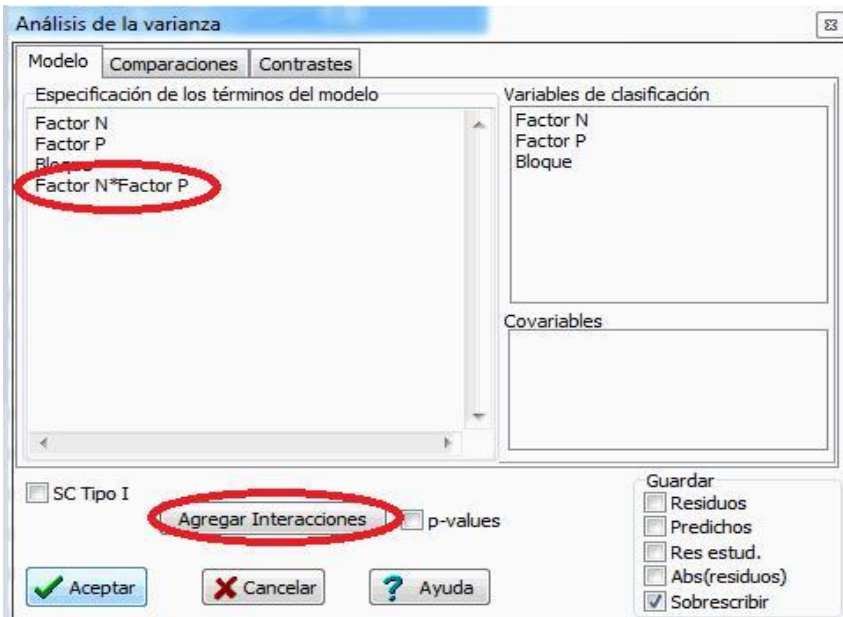 Análisis de la varianza
Modelo
Comparaciones
Contrastes
Especificación de los términos del modelo
Factor N
Factor P
Bloque
Factor N*Factor P
Variables de clasificación
Factor N
Factor P
Bloque
Covariables
SC Tipo I
Agregar Interacciones
p-values
Guardar
Residuos
Predichos
Res estud.
Abs(residuos)
Sobrescribir
Aceptar
Cancelar
Ayuda